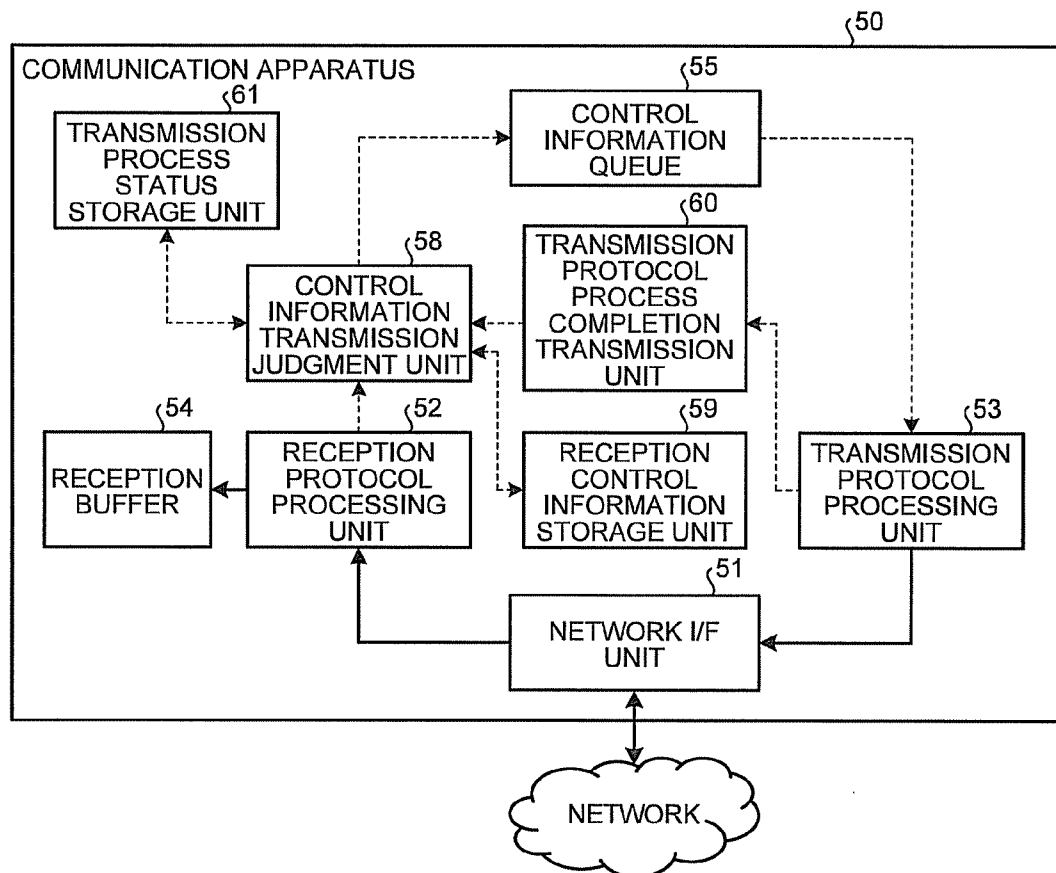 50
COMMUNICATION APPARATUS
61
TRANSMISSION
PROCESS
STATUS
STORAGE UNIT
55
CONTROL
INFORMATION
QUEUE
58
CONTROL
INFORMATION
TRANSMISSION
JUDGMENT UNIT
60
TRANSMISSION
PROTOCOL
PROCESS
COMPLETION
TRANSMISSION
UNIT
54
RECEPTION
BUFFER
52
RECEPTION
PROTOCOL
PROCESSING
UNIT
59
RECEPTION
CONTROL
INFORMATION
STORAGE UNIT
53
TRANSMISSION
PROTOCOL
PROCESSING
UNIT
51
NETWORK I/F
UNIT
NETWORK